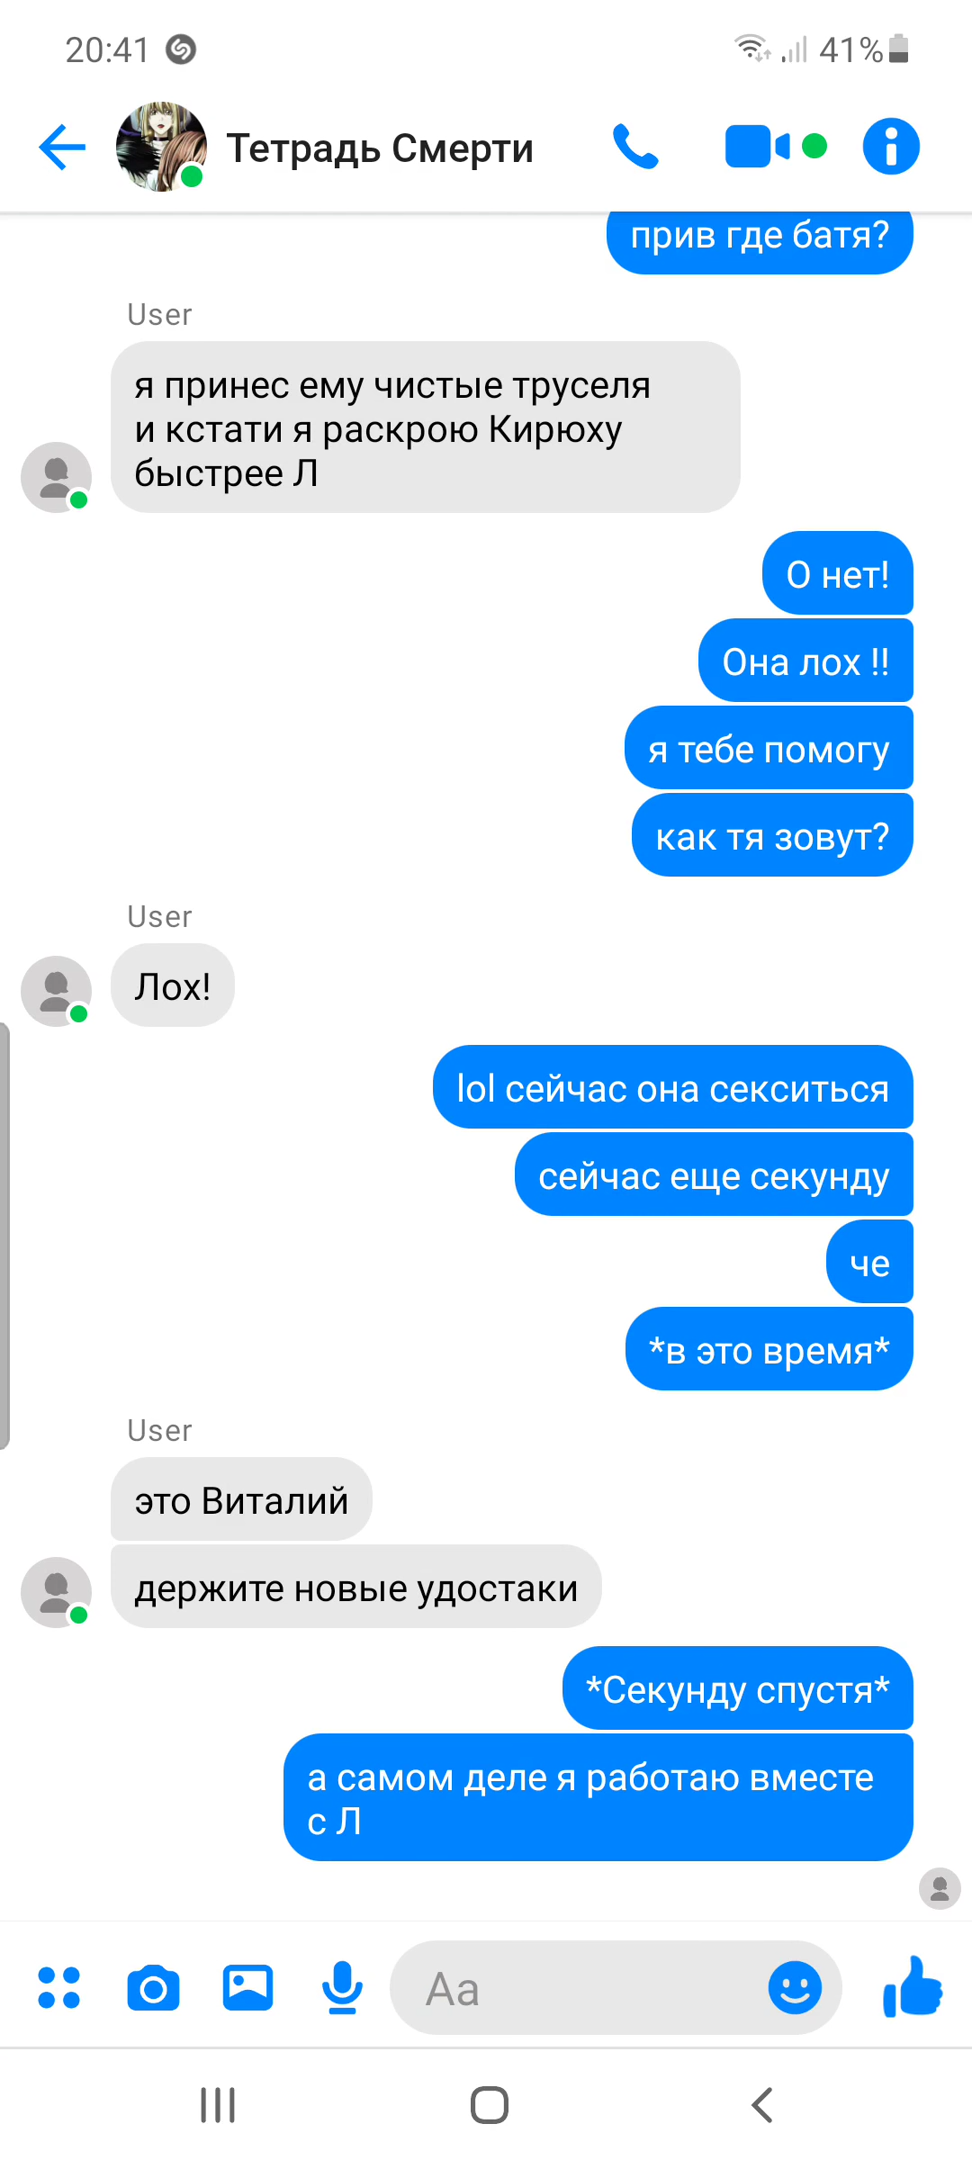 20:41
41%
Тетрадь Смерти
прив где батя?
User
я принес ему чистые труселя
и кстати я раскрою Кирюху
быстрее Л
О нет!
Она лох !!
я тебе помогу
как тя зовут?
User
Лох!
lol сейчас она секситься
сейчас еще секунду
че
*в это время*
User
это Виталий
держите новые удостаки
*Секунду спустя*
а самом деле я работаю вместе
с Л
Aa